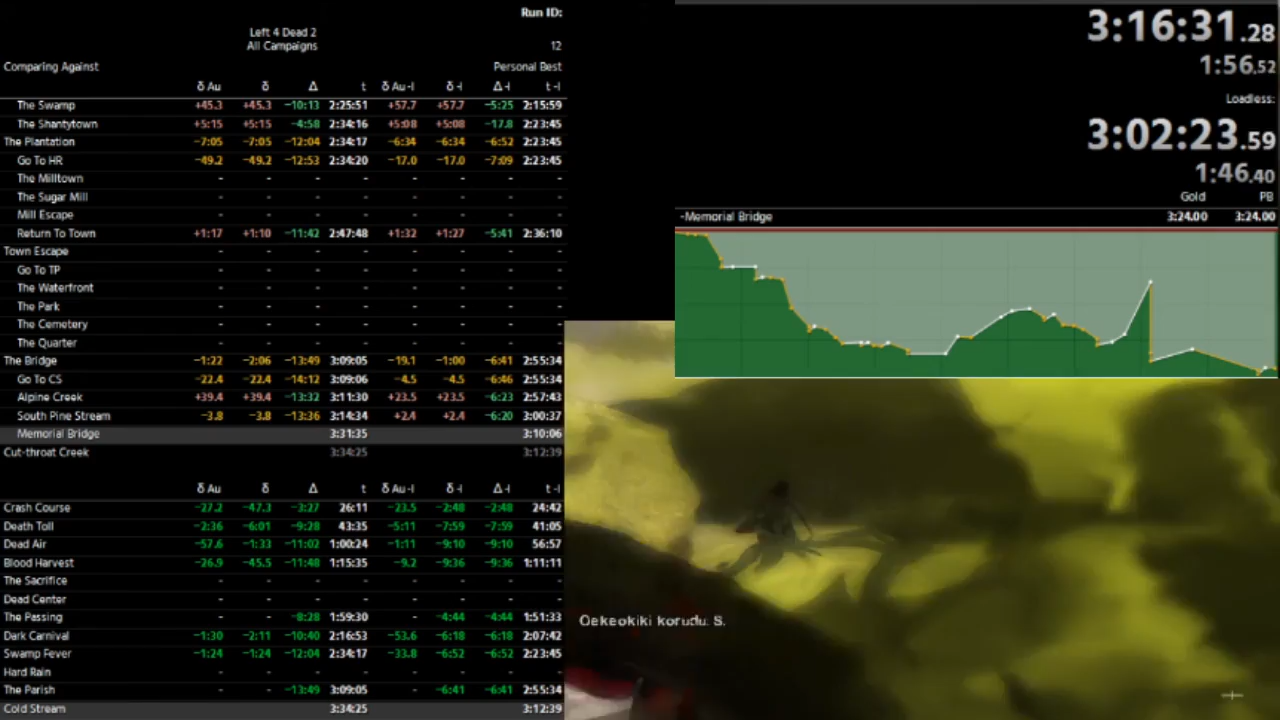 Run ID:
Left 4 Dead 2
All Campaigns
12
Comparing Against Personal Best
δ Au δ Δ t δ Au -l δ -l Δ -l t -l
The Swamp +45.3 +45.3 −10:13 2:25:51 +57.7 +57.7 −5:25 2:15:59
The Shantytown +5:15 +5:15 −4:58 2:34:16 +5:08 +5:08 −17.8 2:23:45
The Plantation −7:05 −7:05 −12:04 2:34:17 −6:34 −6:34 −6:52 2:23:45
Go To HR −49.2 −49.2 −12:53 2:34:20 −17.0 −17.0 −7:09 2:23:45
The Milltown - - - - - - - -
The Sugar Mill - - - - - - - -
Mill Escape - - - - - - - -
Return To Town +1:17 +1:10 −11:42 2:47:48 +1:32 +1:27 −5:41 2:36:10
Town Escape - - - - - - - -
Go To TP - - - - - - - -
The Waterfront - - - - - - - -
The Park - - - - - - - -
The Cemetery - - - - - - - -
The Quarter - - - - - - - -
The Bridge −1:22 −2:06 −13:49 3:09:05 −19.1 −1:00 −6:41 2:55:34
Go To CS −22.4 −22.4 −14:12 3:09:06 −4.5 −4.5 −6:46 2:55:34
Alpine Creek +39.4 +39.4 −13:32 3:11:30 +23.5 +23.5 −6:23 2:57:43
South Pine Stream −3.8 −3.8 −13:36 3:14:34 +2.4 +2.4 −6:20 3:00:37
Memorial Bridge 3:31:35 3:10:06
Cut-throat Creek 3:34:25 3:12:39
δ Au δ Δ t δ Au -l δ -l Δ -l t -l
Crash Course −27.2 −47.3 −3:27 26:11 −23.5 −2:48 −2:48 24:42
Death Toll −2:36 −6:01 −9:28 43:35 −5:11 −7:59 −7:59 41:05
Dead Air −57.6 −1:33 −11:02 1:00:24 −1:11 −9:10 −9:10 56:57
Blood Harvest −26.9 −45.5 −11:48 1:15:35 −9.2 −9:36 −9:36 1:11:11
The Sacrifice - - - - - - - -
Dead Center - - - - - - - -
The Passing - - −8:28 1:59:30 - −4:44 −4:44 1:51:33
Dark Carnival −1:30 −2:11 −10:40 2:16:53 −53.6 −6:18 −6:18 2:07:42
Swamp Fever −1:24 −1:24 −12:04 2:34:17 −33.8 −6:52 −6:52 2:23:45
Hard Rain - - - - - - - -
The Parish - - −13:49 3:09:05 - −6:41 −6:41 2:55:34
Cold Stream 3:34:25 3:12:39
3:16:31.28
1:56.52
Loadless:
3:02:23.59
1:46.40
Gold PB
-Memorial Bridge 3:24.00 3:24.00
Oekeokiki korudu: S.